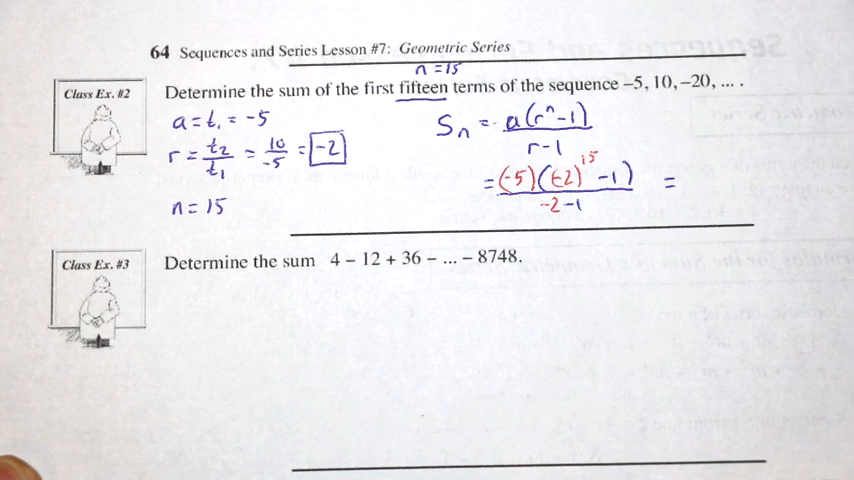 64 Sequences and Series Lesson #7: Geometric Series
n = 15
Class Ex. #2
Determine the sum of the first fifteen terms of the sequence –5, 10, –20, ... .
a = t₁ = -5
Sₙ = a(rⁿ-1) / r-1
r = t₂ / t₁ = 10 / -5 = -2
= (-5)((-2)¹⁵ -1) / -2-1 =
n = 15
Class Ex. #3
Determine the sum 4 – 12 + 36 – ... – 8748.